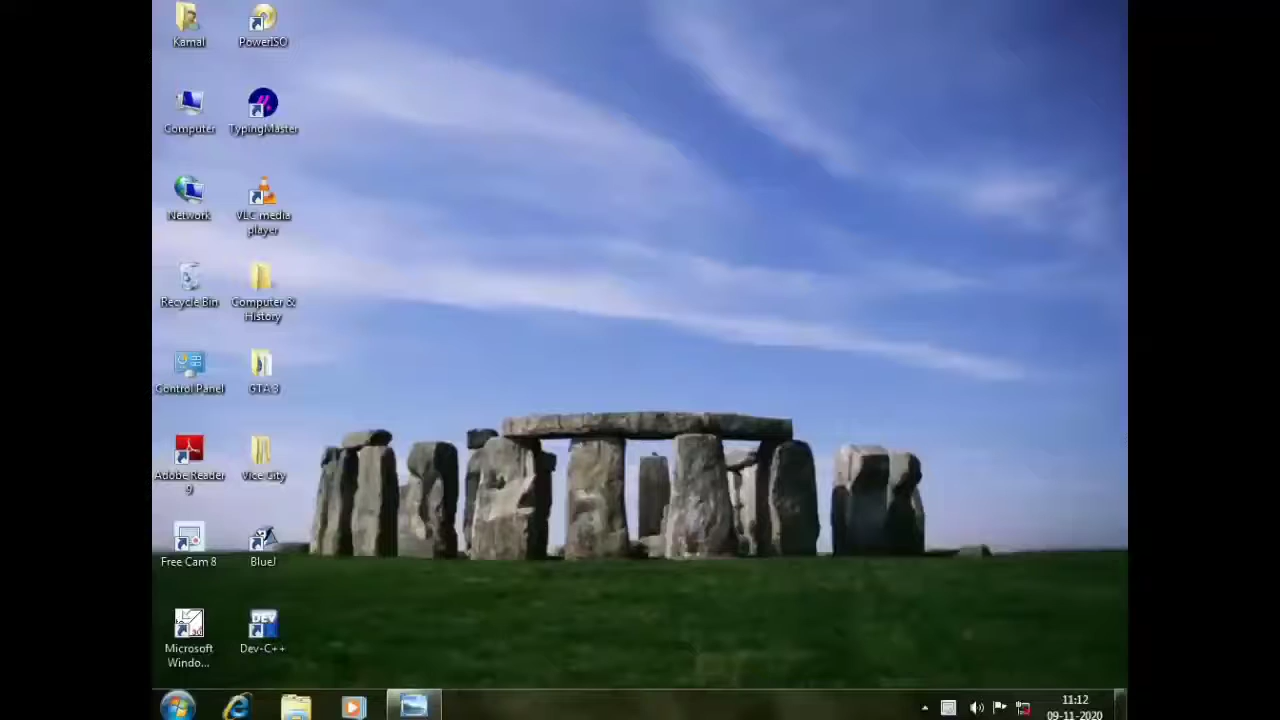 Kamal
PowerISO
Computer
TypingMaster
Network
VLC media
player
Recycle Bin
Computer &
History
Control Panel
GTA 3
Adobe Reader
9
Vice City
Free Cam 8
BlueJ
Microsoft
Windo...
DEV
Dev-C++
11:12
09-11-2020